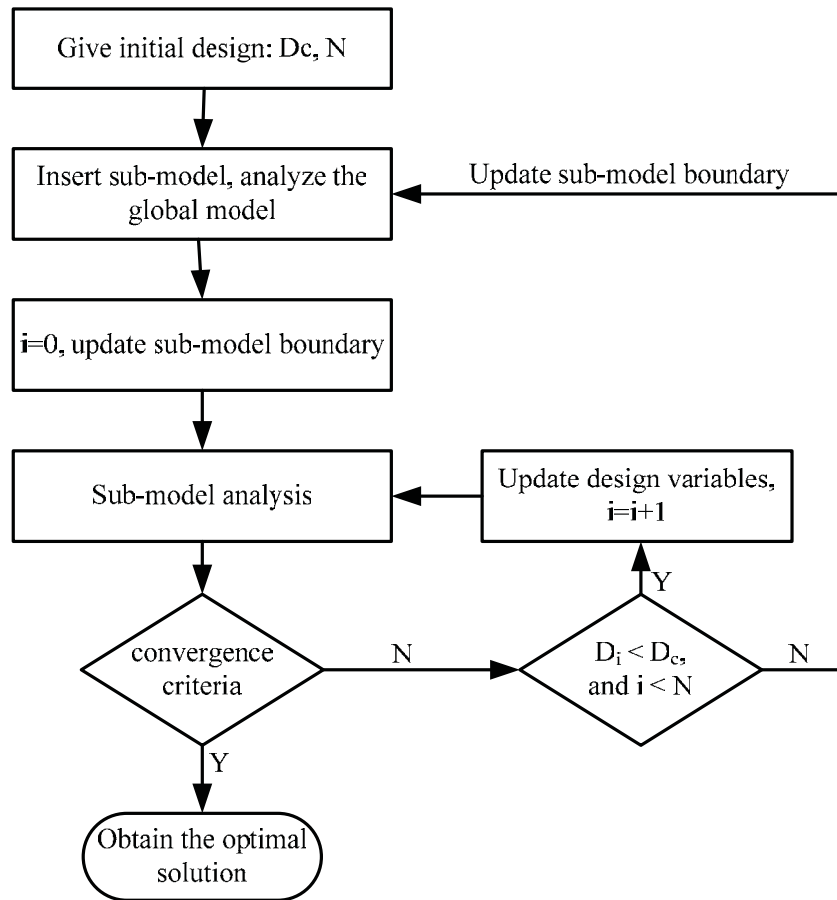 Give initial design: Dc, N
Insert sub-model, analyze the
global model
Update sub-model boundary
i=0, update sub-model boundary
Sub-model analysis
Update design variables,
i=i+1
Y
convergence
criteria
N
Di < Dc,
and i < N
N
Y
Obtain the optimal
solution